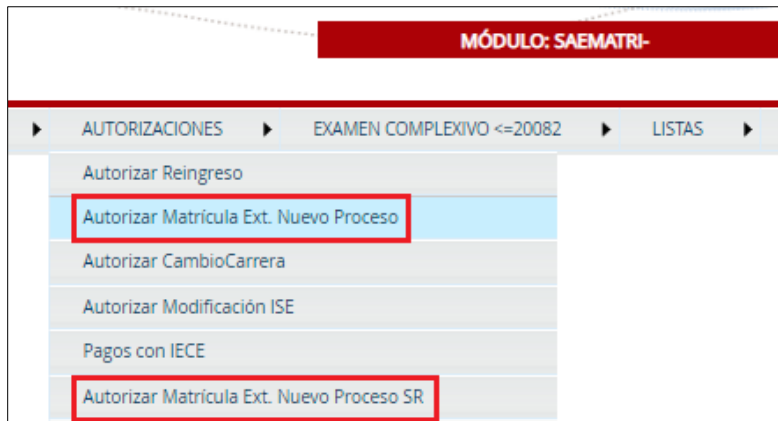 MÓDULO: SAEMATRI-
AUTORIZACIONES EXAMEN COMPLEXIVO <=20082 LISTAS
Autorizar Reingreso
Autorizar Matrícula Ext. Nuevo Proceso
Autorizar CambioCarrera
Autorizar Modificación ISE
Pagos con IECE
Autorizar Matrícula Ext. Nuevo Proceso SR